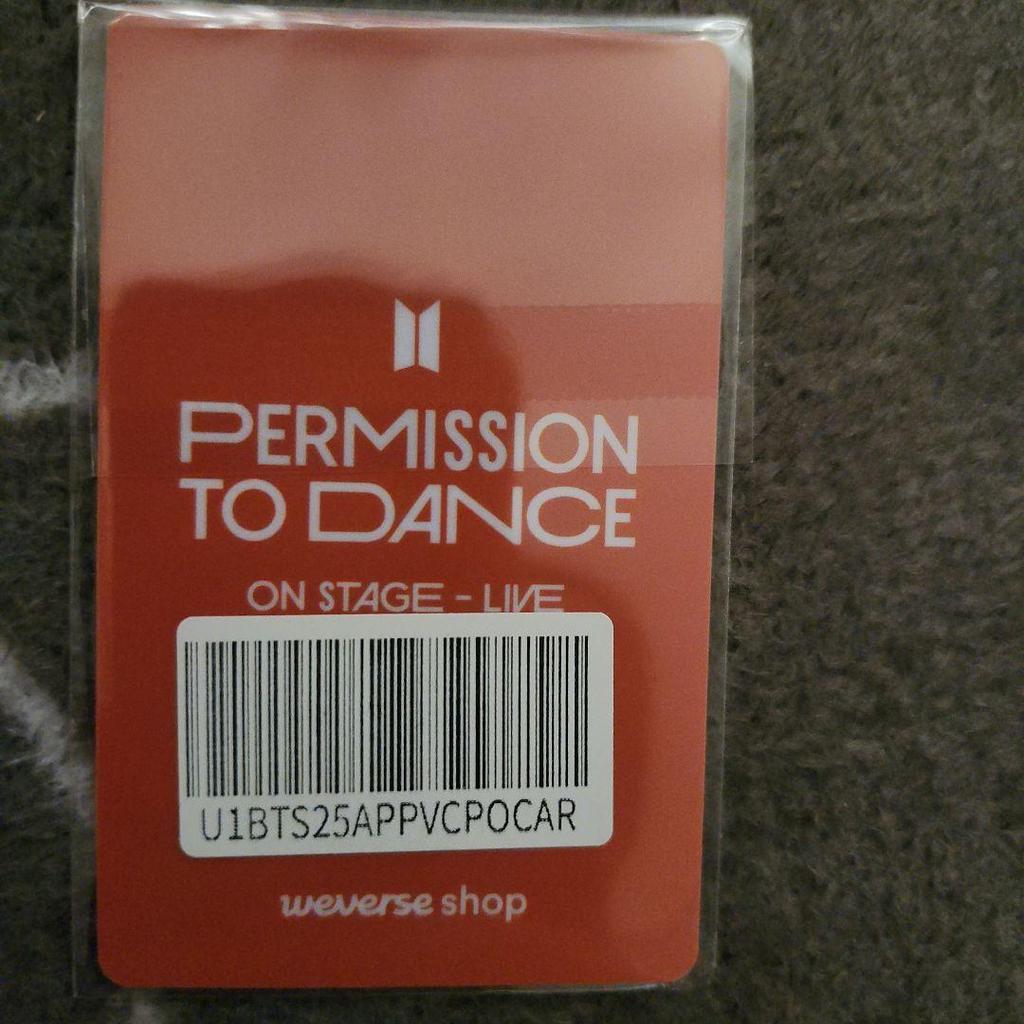 PERMISSION
TO DANCE
ON STAGE - LIVE
U1BTS25APPVCPOCAR
weverse shop